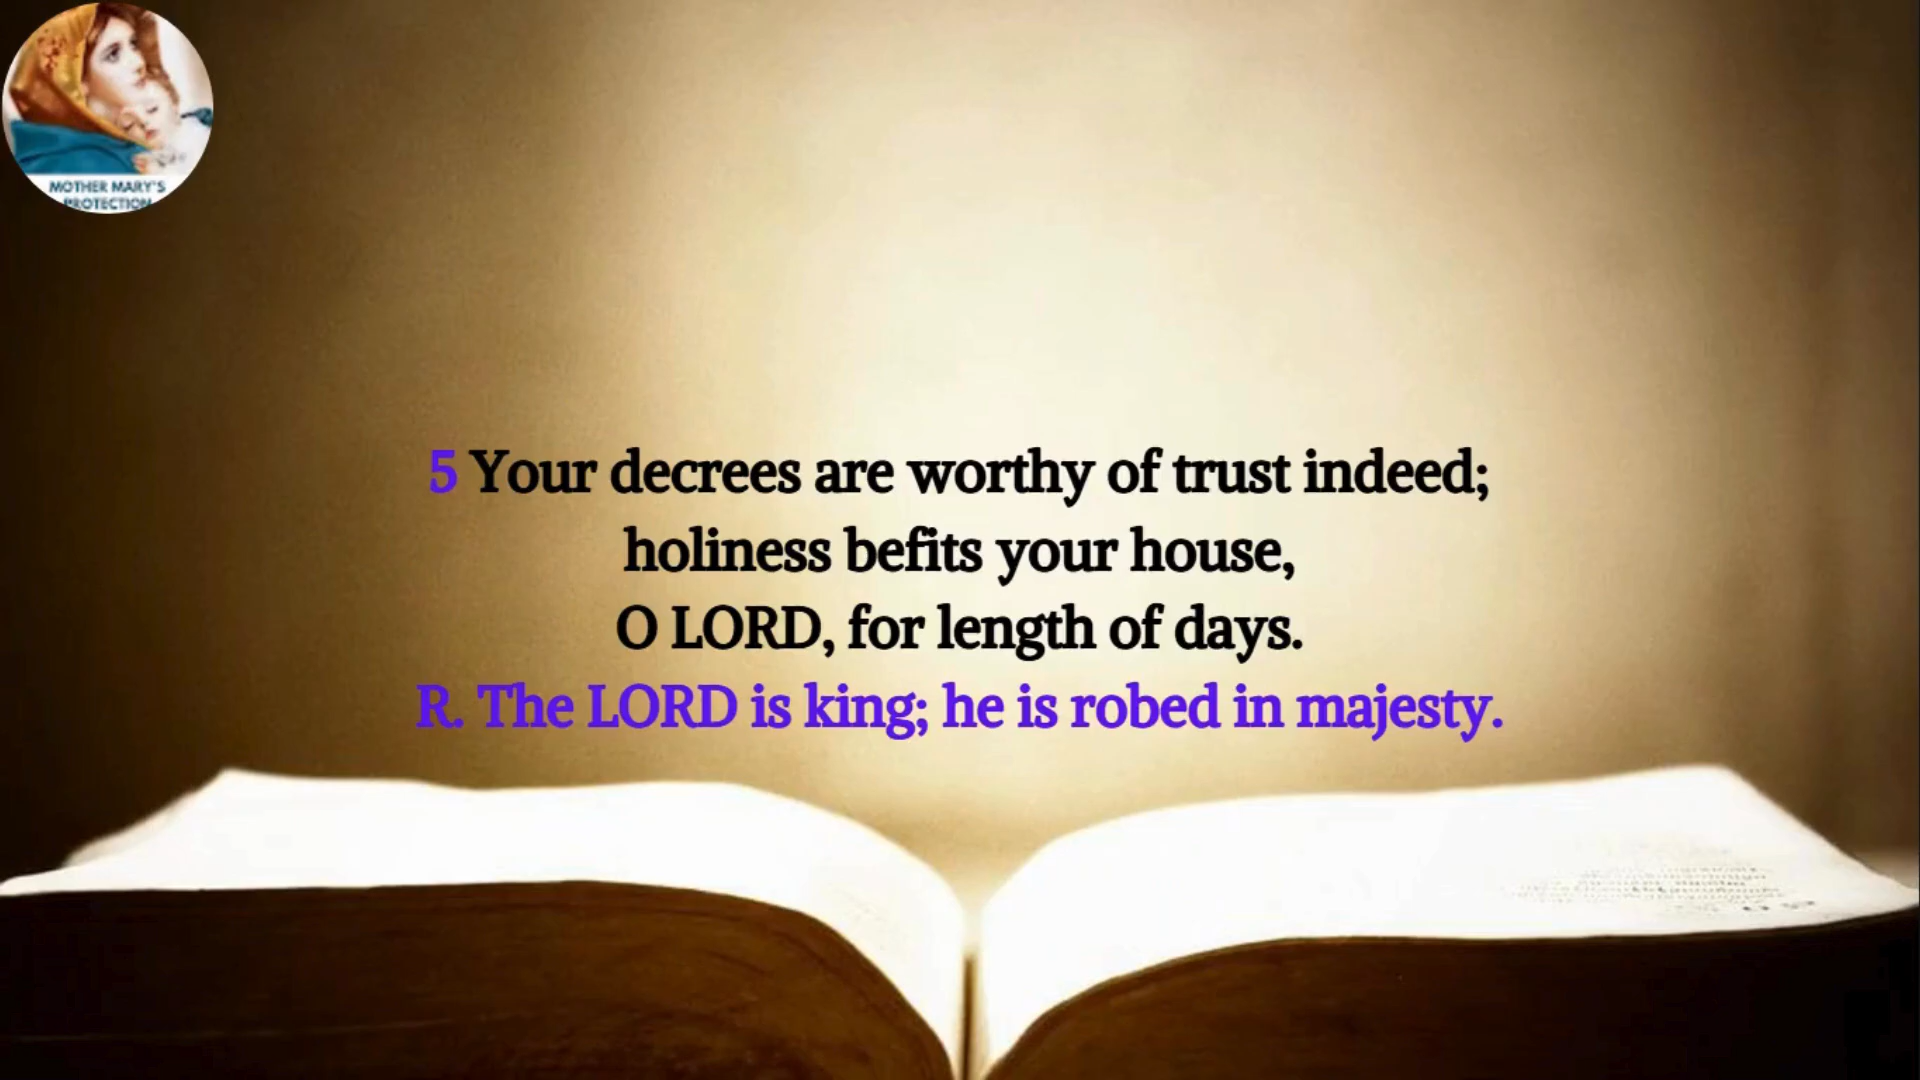 MOTHER MARY'S
PROTECTION
5 Your decrees are worthy of trust indeed;
holiness befits your house,
O LORD, for length of days.
R. The LORD is king; he is robed in majesty.